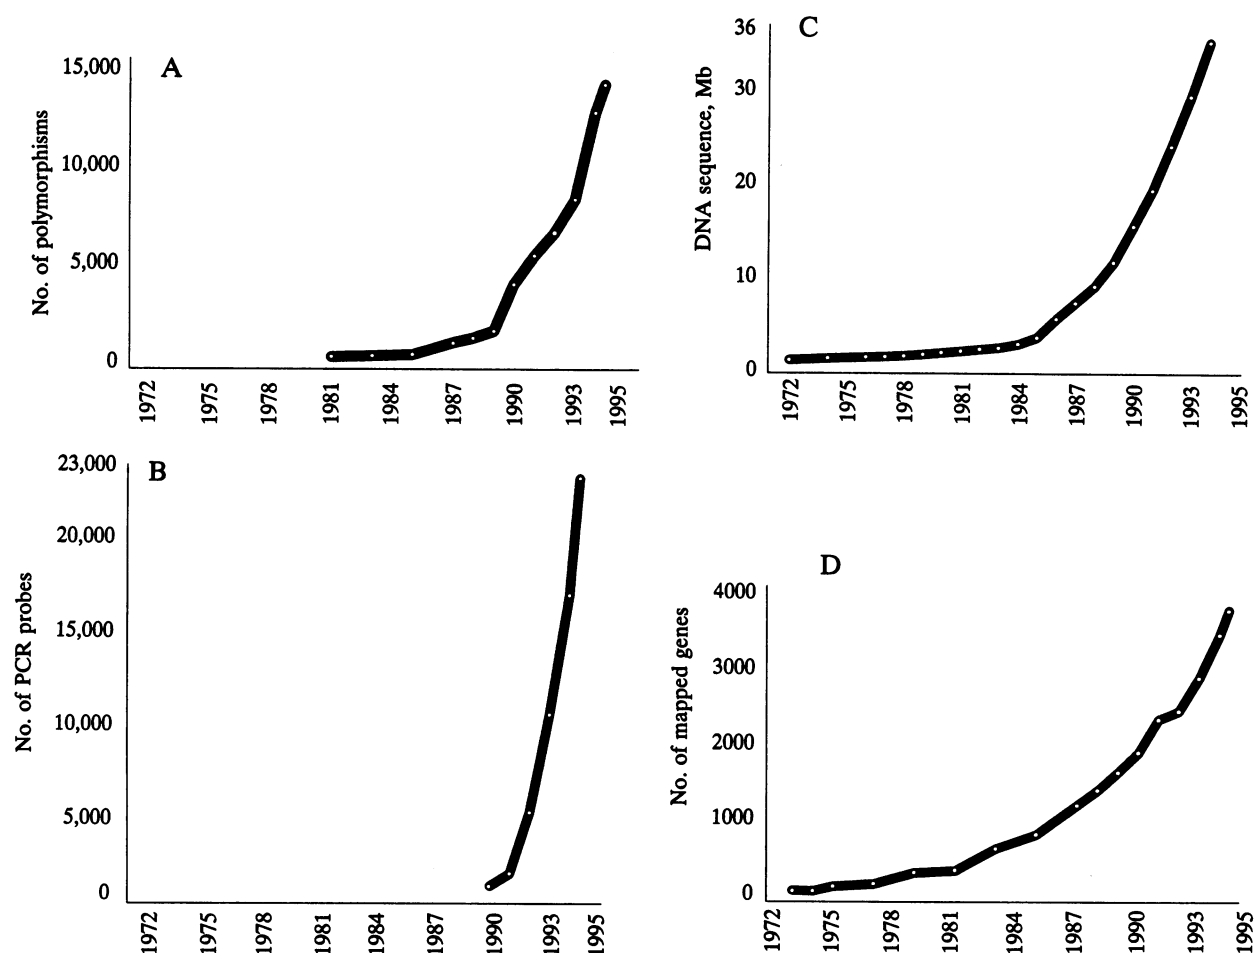 A
No. of polymorphisms
15,000
10,000
5,000
0
1972 1975 1978 1981 1984 1987 1990 1993 1995
C
DNA sequence, Mb
36
30
20
10
0
1972 1975 1978 1981 1984 1987 1990 1993 1995
B
No. of PCR probes
23,000
20,000
15,000
10,000
5,000
0
1972 1975 1978 1981 1984 1987 1990 1993 1995
D
No. of mapped genes
4000
3000
2000
1000
0
1972 1975 1978 1981 1984 1987 1990 1993 1995